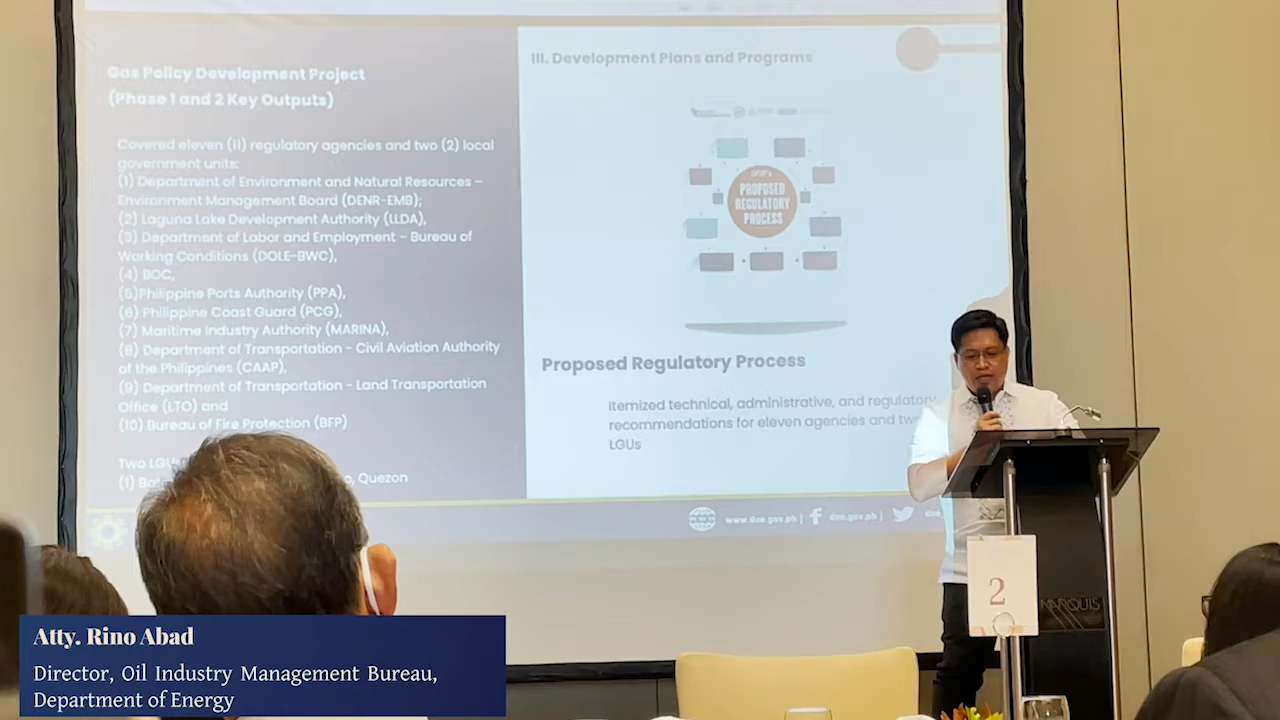 Gas Policy Development Project
(Phase 1 and 2 Key Outputs)
Covered eleven (11) regulatory agencies and two (2) local
government units:
(1) Department of Environment and Natural Resources –
Environment Management Board (DENR-EMB);
(2) Laguna Lake Development Authority (LLDA),
(3) Department of Labor and Employment – Bureau of
Working Conditions (DOLE-BWC),
(4) BOC,
(5)Philippine Ports Authority (PPA),
(6) Philippine Coast Guard (PCG),
(7) Maritime Industry Authority (MARINA),
(8) Department of Transportation - Civil Aviation Authority
of the Philippines (CAAP),
(9) Department of Transportation - Land Transportation
Office (LTO) and
(10) Bureau of Fire Protection (BFP)
Two LGUs
(1) Quezon
III. Development Plans and Programs
GPDP's
PROPOSED
REGULATORY
PROCESS
Proposed Regulatory Process
Itemized technical, administrative, and regulatory
recommendations for eleven agencies and two
LGUs
www.doe.gov.ph | doe.gov.ph |
2
MARQUIS
Atty. Rino Abad
Director, Oil Industry Management Bureau,
Department of Energy